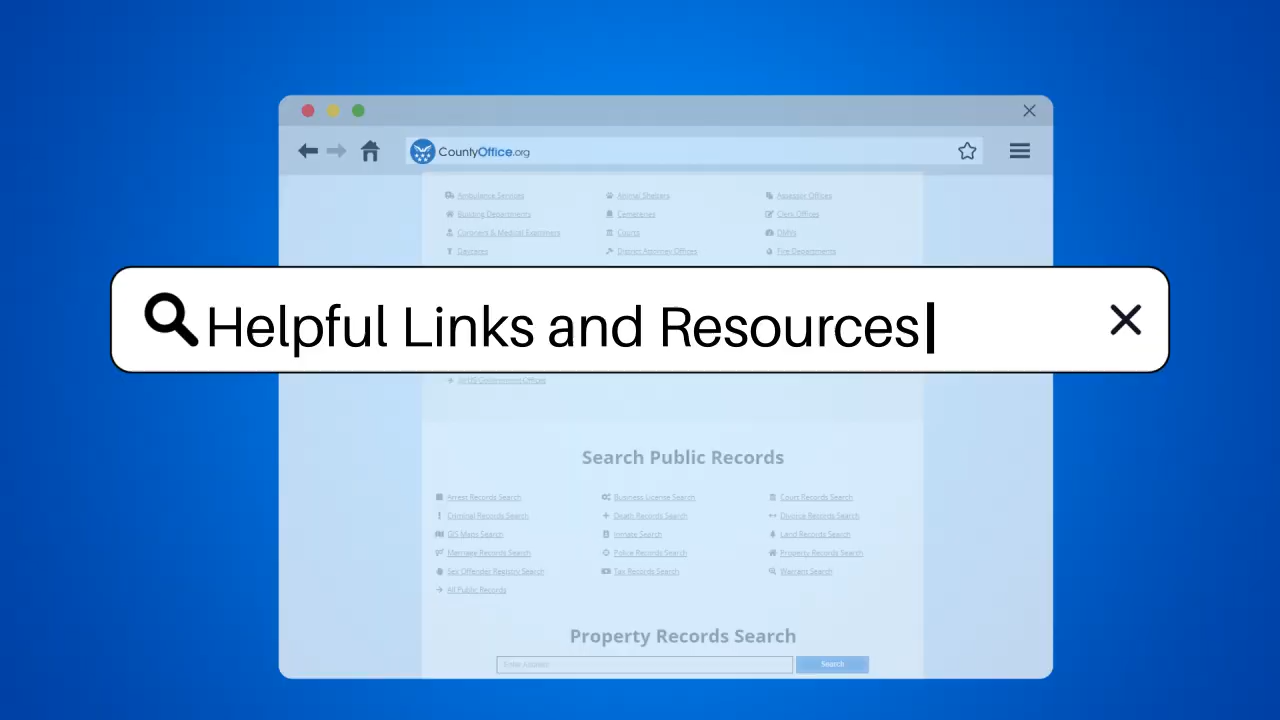 CountyOffice.org
Ambulance Services Animal Shelters Assessor Offices
Building Departments Cemeteries Clerk Offices
Coroners & Medical Examiners Courts DMVs
Daycares District Attorney Offices Fire Departments
Helpful Links and Resources
All US Government Offices
Search Public Records
Arrest Records Search Business License Search Court Records Search
Criminal Records Search Death Records Search Divorce Records Search
GIS Maps Search Inmate Search Land Records Search
Marriage Records Search Police Records Search Property Records Search
Sex Offender Registry Search Tax Records Search Warrant Search
All Public Records
Property Records Search
Enter Address Search